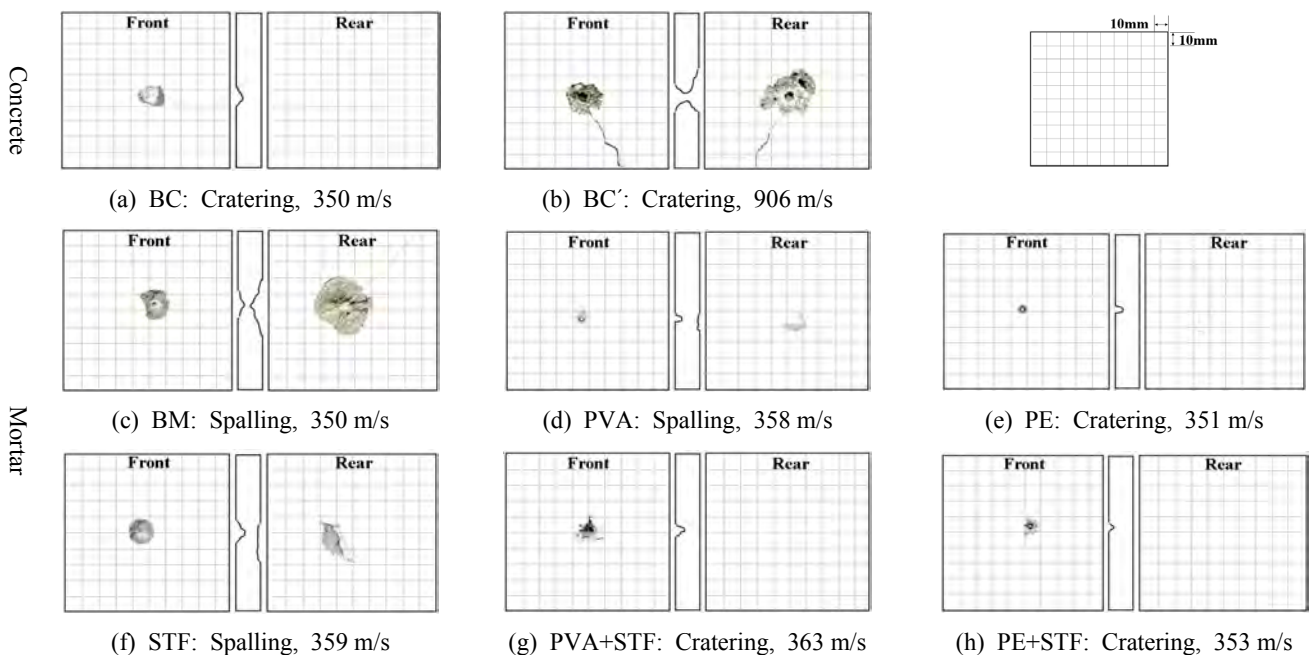 Concrete
Front
Rear
Front
Rear
10mm
10mm
(a) BC: Cratering, 350 m/s
(b) BC´: Cratering, 906 m/s
Mortar
Front
Rear
Front
Rear
Front
Rear
(c) BM: Spalling, 350 m/s
(d) PVA: Spalling, 358 m/s
(e) PE: Cratering, 351 m/s
Front
Rear
Front
Rear
Front
Rear
(f) STF: Spalling, 359 m/s
(g) PVA+STF: Cratering, 363 m/s
(h) PE+STF: Cratering, 353 m/s